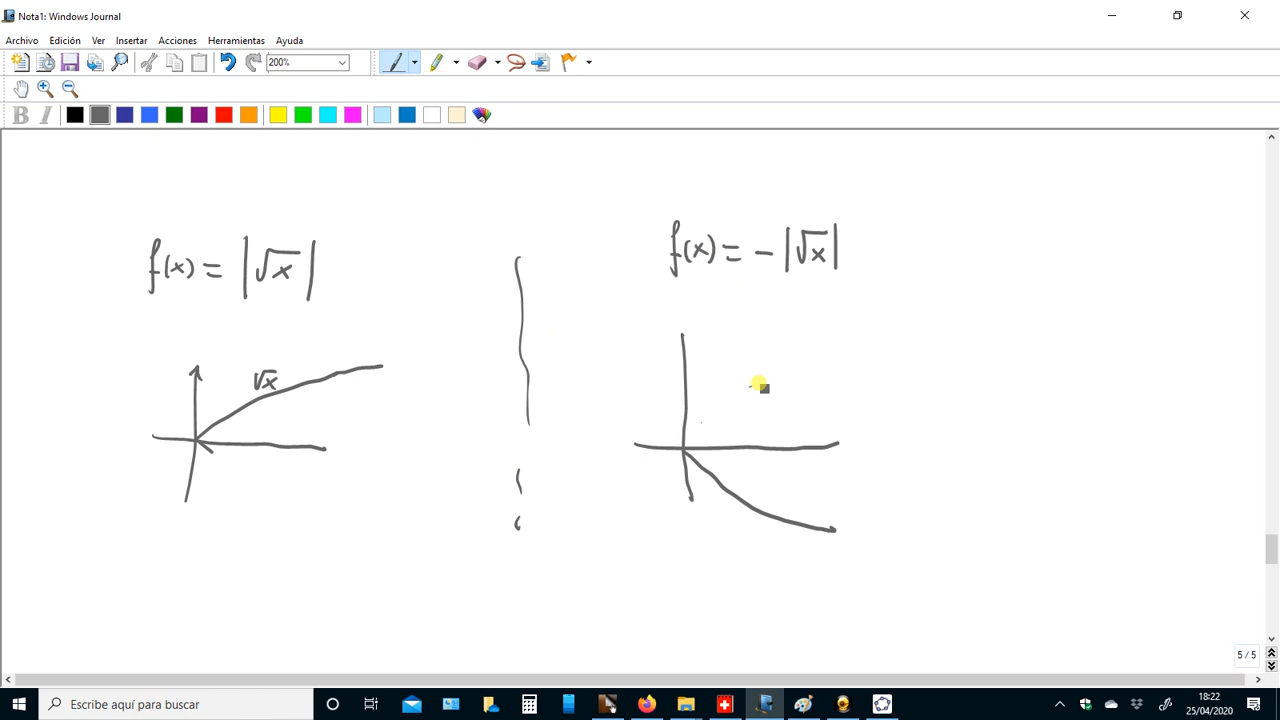 Nota1: Windows Journal
Archivo Edición Ver Insertar Acciones Herramientas Ayuda
200%
B I
f(x) = |√x|
f(x) = -|√x|
√x
5 / 5
Escribe aquí para buscar
18:22
25/04/2020